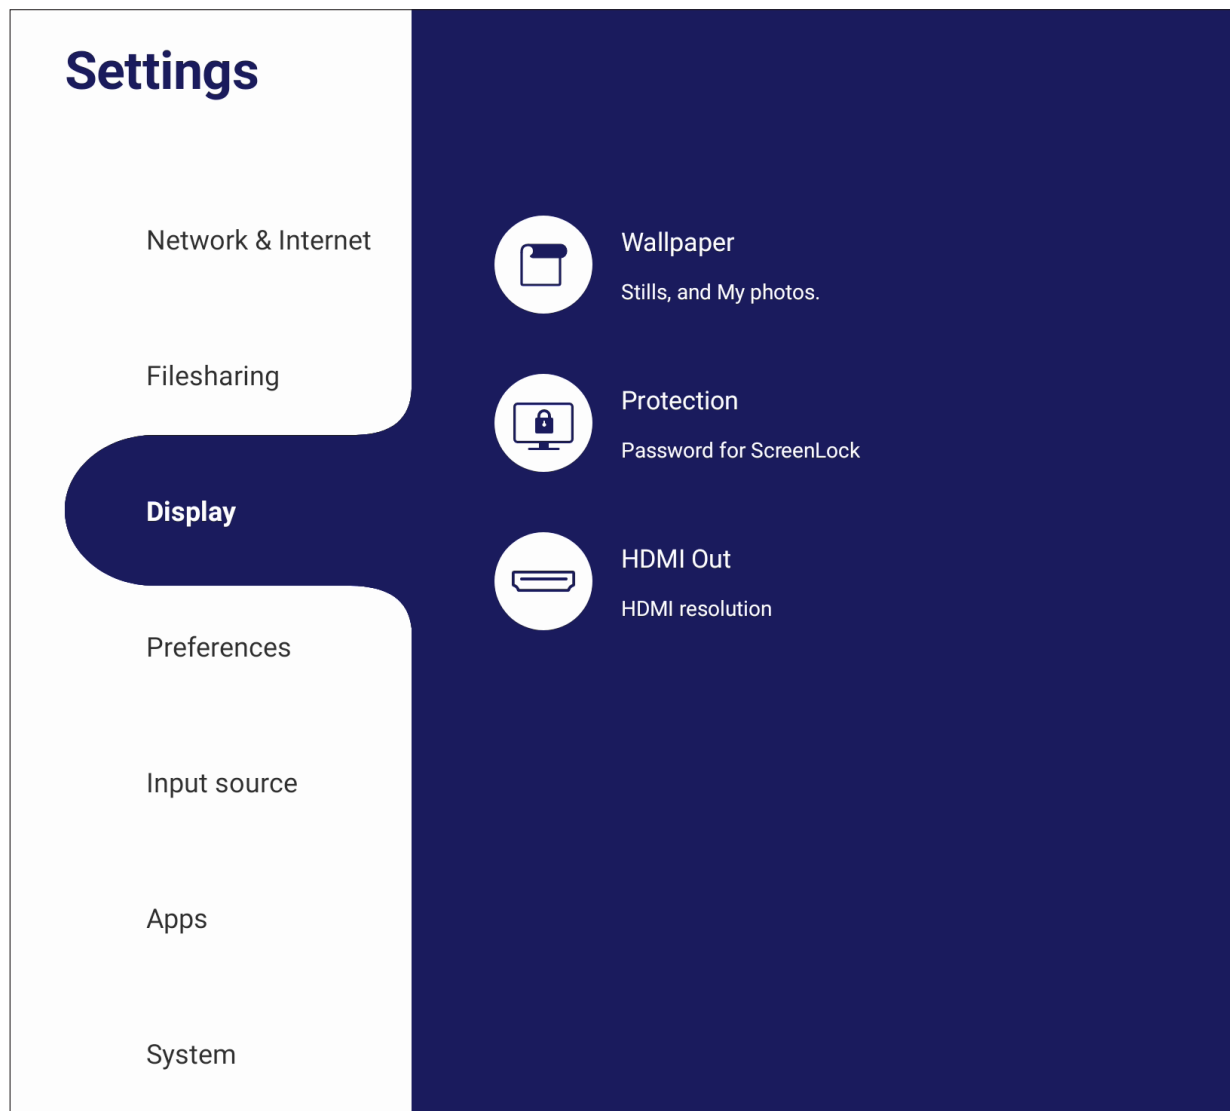 Settings
Network & Internet
Filesharing
Display
Preferences
Input source
Apps
System
Wallpaper
Stills, and My photos.
Protection
Password for ScreenLock
HDMI Out
HDMI resolution